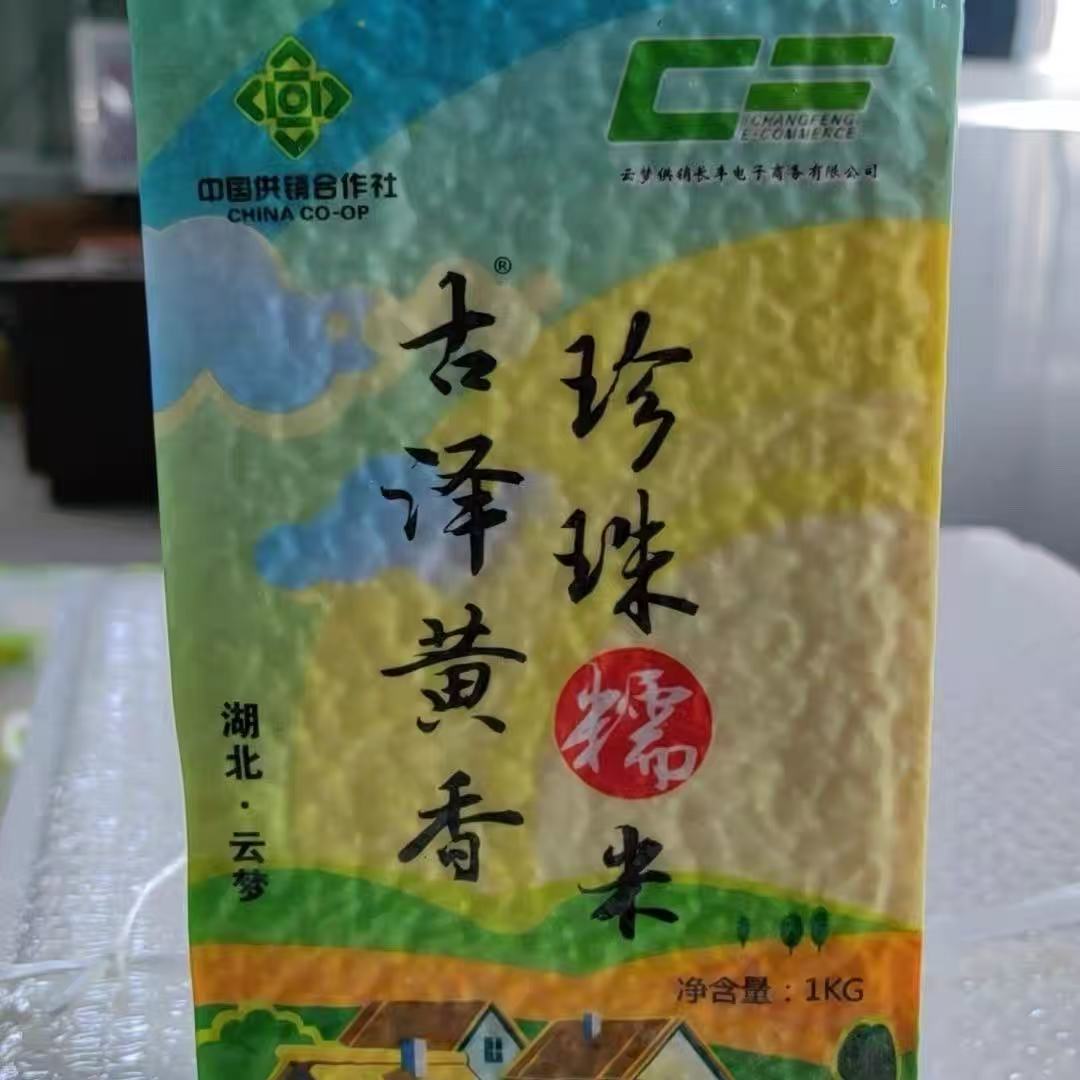 中国供销合作社
CHINA CO-OP
CHANGFENG
E-COMMERCE
云梦供销长丰电子商务有限公司
古泽黄香®
珍珠糯米
湖北·云梦
净含量：1KG